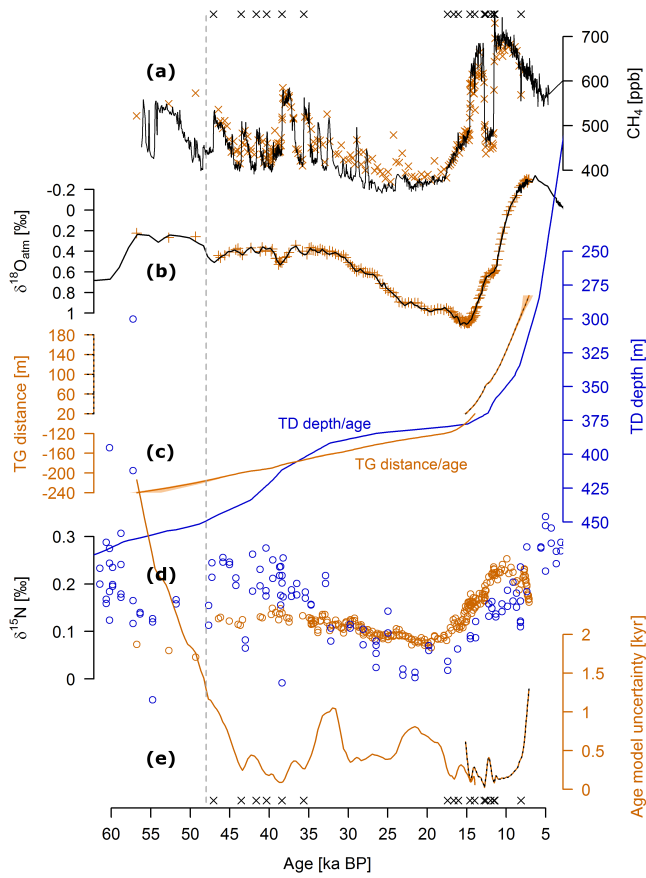 (a)
700
600
500
400
CH4 [ppb]
-0.2
0
0.2
0.4
0.6
0.8
1
δ18Oatm [‰]
(b)
250
275
300
325
350
375
400
425
450
TD depth [m]
180
140
100
60
20
-120
-160
-200
-240
TG distance [m]
TD depth/age
(c)
TG distance/age
0.3
0.2
0.1
0
δ15N [‰]
(d)
2
1.5
1
0.5
0
Age model uncertainty [kyr]
(e)
60 55 50 45 40 35 30 25 20 15 10 5
Age [ka BP]